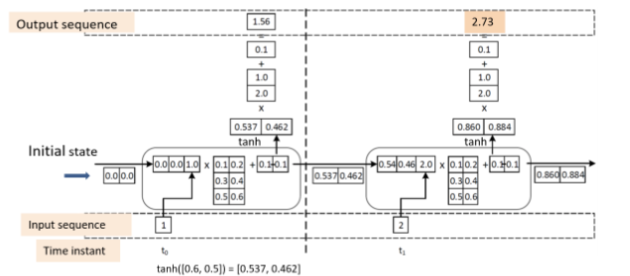 Output sequence
1.56
2.73
=
=
0.1
0.1
+
+
1.0
1.0
2.0
2.0
x
x
0.537 0.462
0.860 0.884
tanh
tanh
Initial state
0.0 0.0
0.0 0.0 1.0 x 0.1 0.2 + 0.1 0.1
0.3 0.4
0.5 0.6
0.537 0.462
0.54 0.46 2.0 x 0.1 0.2 + 0.1 0.1
0.3 0.4
0.5 0.6
0.860 0.884
Input sequence
1
2
Time instant
t₀
t₁
tanh([0.6, 0.5]) = [0.537, 0.462]